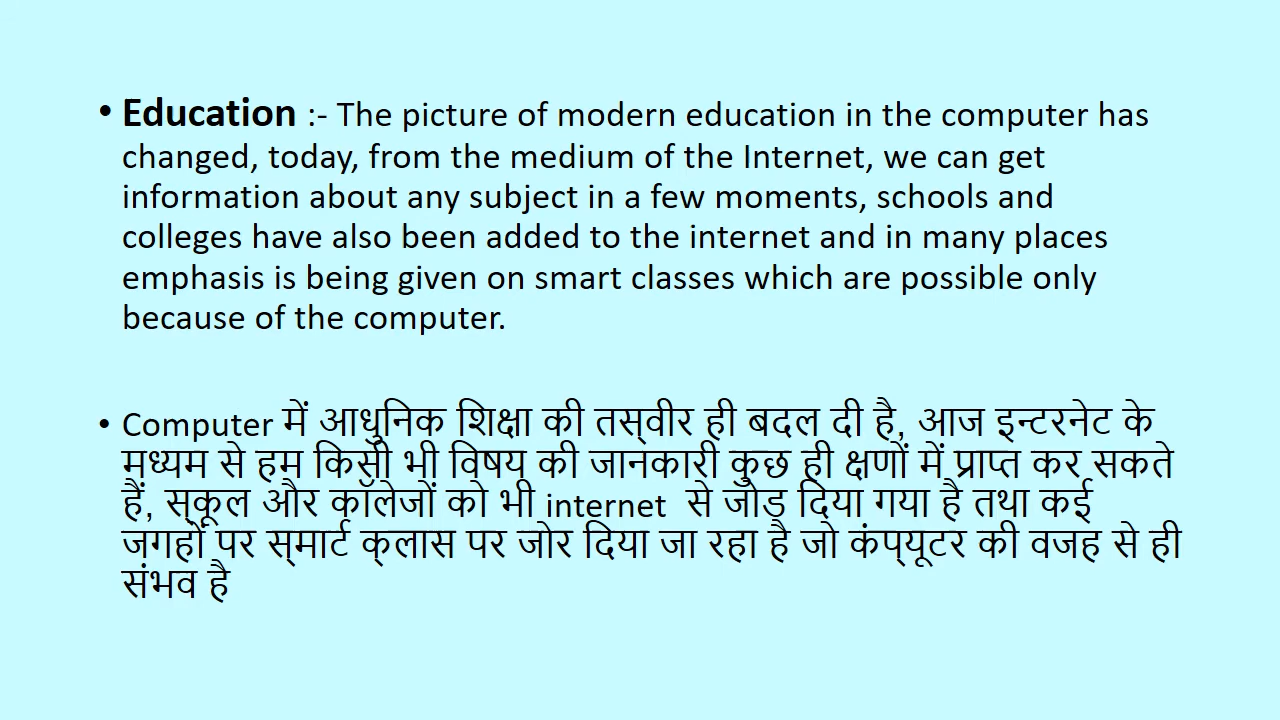 • Education :- The picture of modern education in the computer has
changed, today, from the medium of the Internet, we can get
information about any subject in a few moments, schools and
colleges have also been added to the internet and in many places
emphasis is being given on smart classes which are possible only
because of the computer.
• Computer में आधुनिक शिक्षा की तस्वीर ही बदल दी है, आज इन्टरनेट के
मध्यम से हम किसी भी विषय की जानकारी कुछ ही क्षणों में प्राप्त कर सकते
हैं, स्कूल और कॉलेजों को भी internet से जोड़ दिया गया है तथा कई
जगहों पर स्मार्ट क्लास पर जोर दिया जा रहा है जो कंप्यूटर की वजह से ही
संभव है